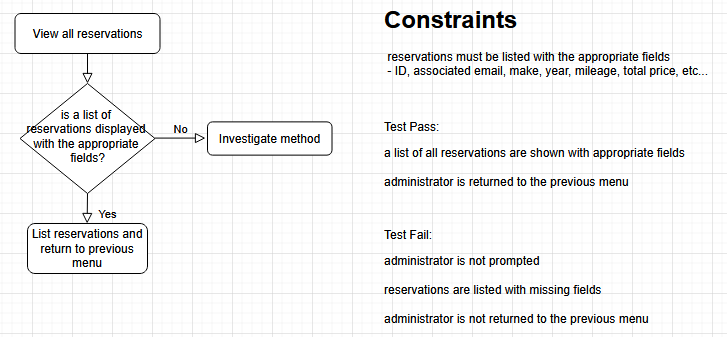 View all reservations
is a list of
reservations displayed
with the appropriate
fields?
No
Investigate method
Yes
List reservations and
return to previous
menu
Constraints
reservations must be listed with the appropriate fields
- ID, associated email, make, year, mileage, total price, etc...
Test Pass:
a list of all reservations are shown with appropriate fields
administrator is returned to the previous menu
Test Fail:
administrator is not prompted
reservations are listed with missing fields
administrator is not returned to the previous menu